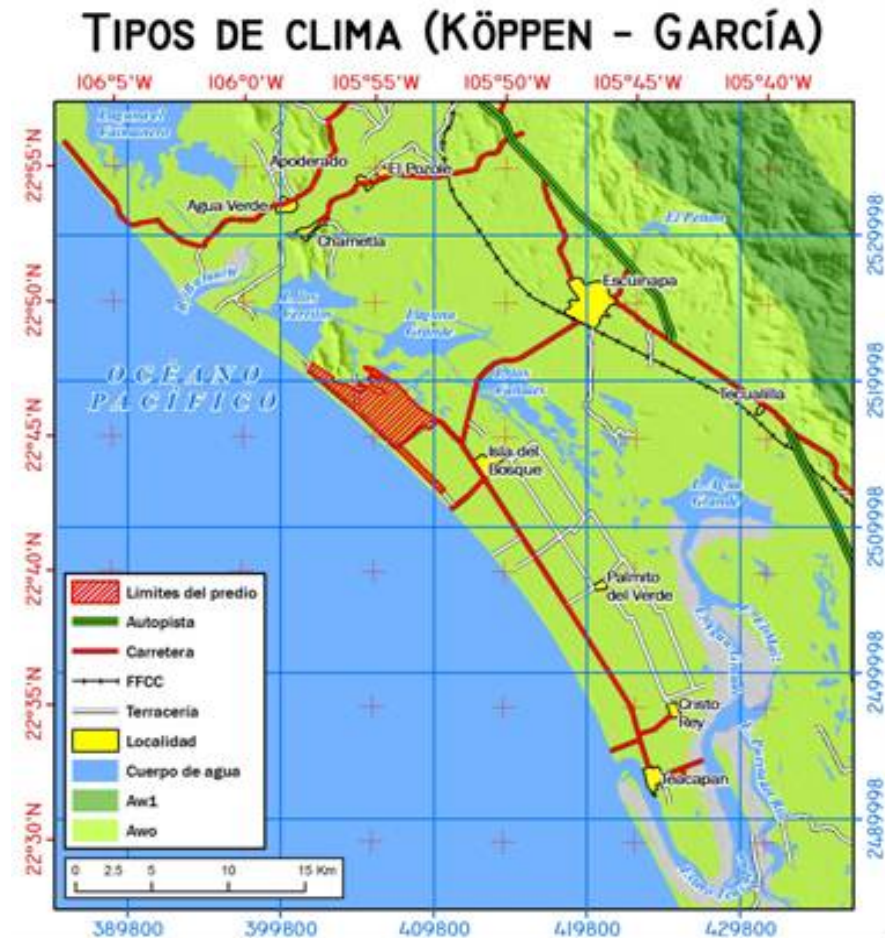 TIPOS DE CLIMA (KÖPPEN - GARCÍA)
106°5'W 106°0'W 105°55'W 105°50'W 105°45'W 105°40'W
22°55'N
22°50'N
22°45'N
22°40'N
22°35'N
22°30'N
2529998
2519998
2509998
2499998
2489998
Apoderado
El Pozole
Agua Verde
Chametla
Escuinapa
Laguna
Grande
OCÉANO
PACÍFICO
Tecualilla
Isla del
Bosque
Grande
Palmito
del Verde
Cristo
Rey
Teacapan
Limites del predio
Autopista
Carretera
FFCC
Terracería
Localidad
Cuerpo de agua
Aw1
Awo
0 2.5 5 10 15 Km
389800 399800 409800 419800 429800